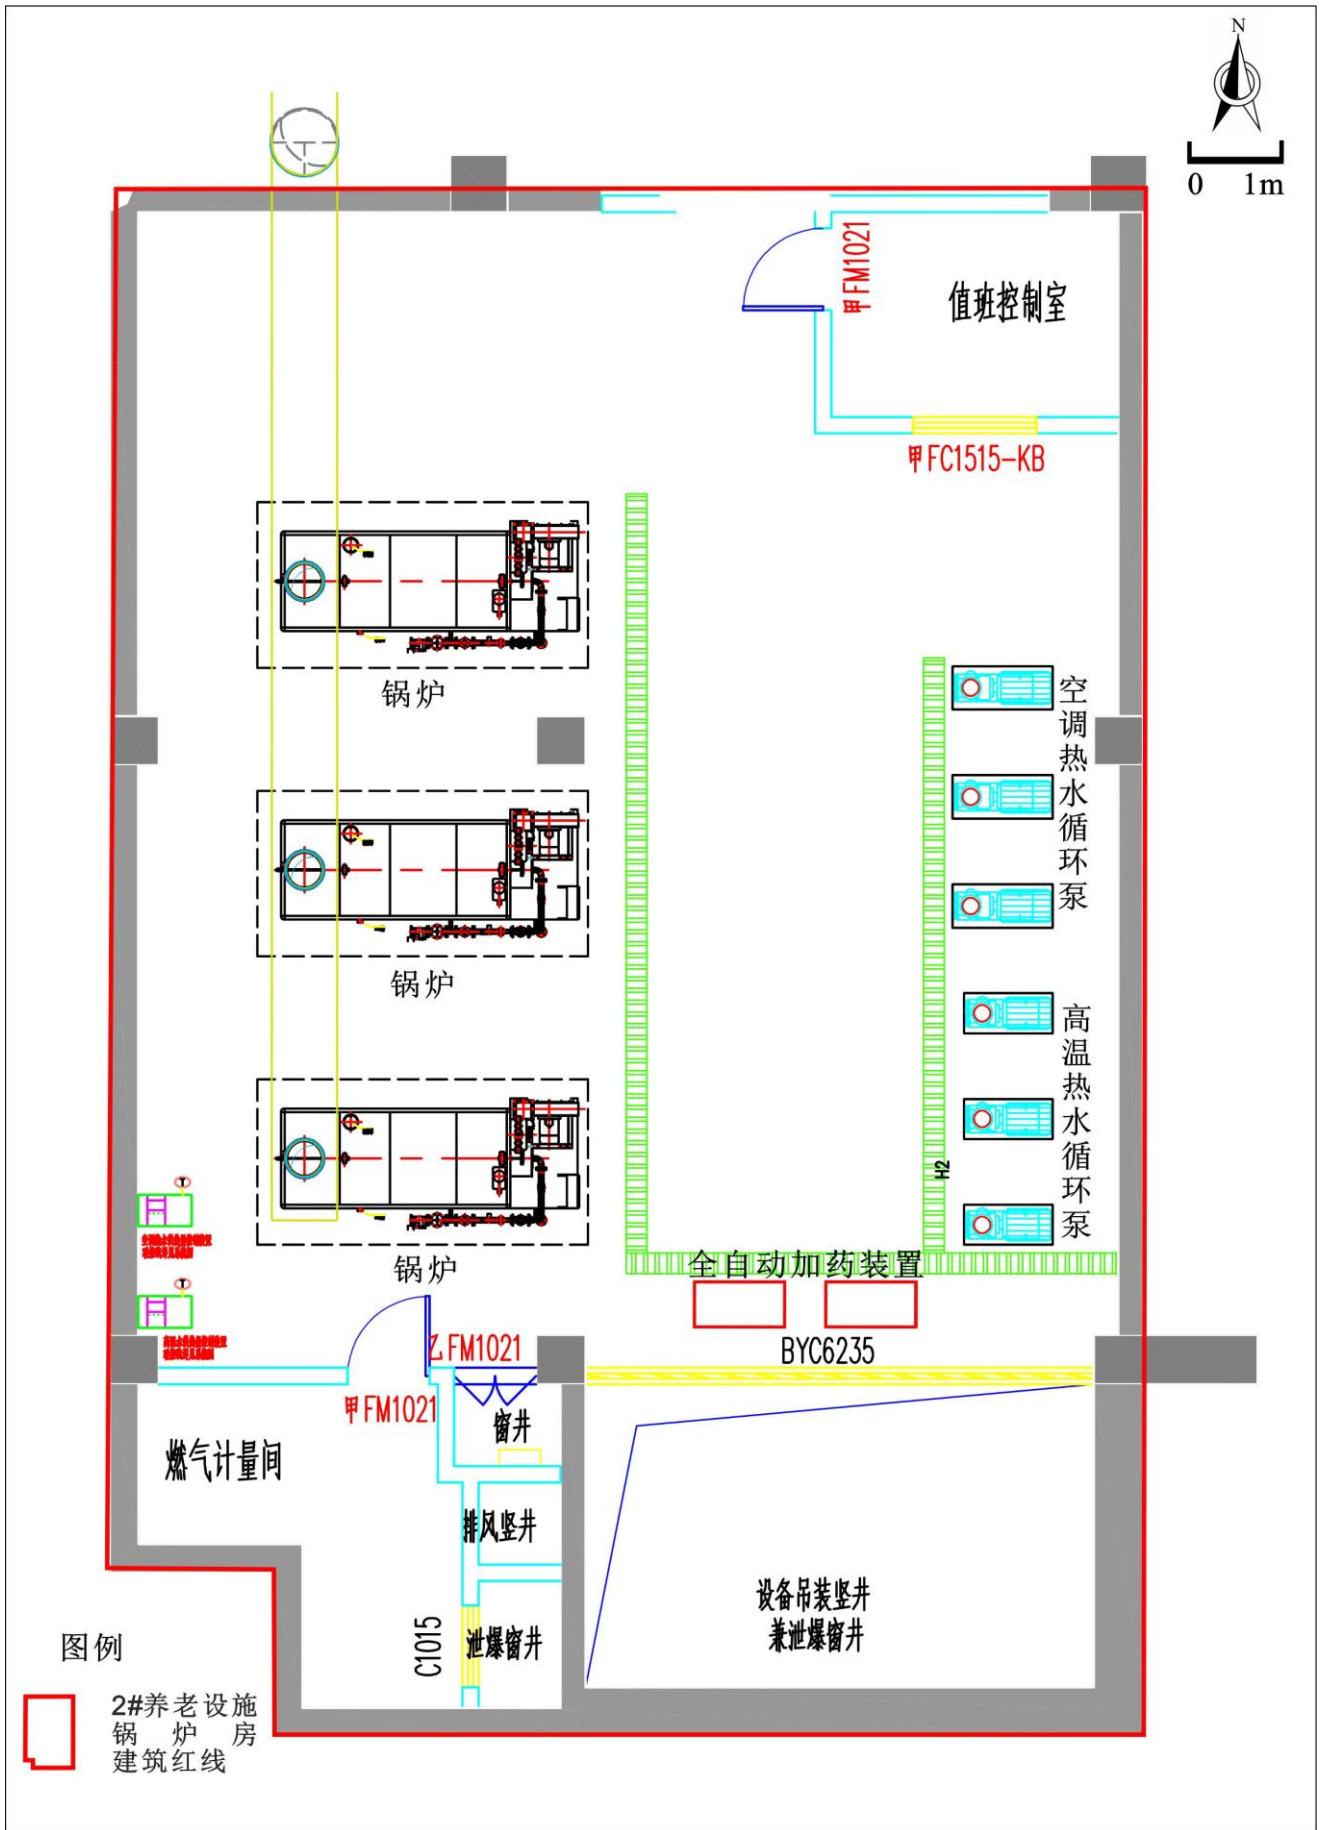 N
0 1m
甲FM1021
值班控制室
甲FC1515-KB
锅炉
空调热水循环泵
锅炉
高温热水循环泵
H2
T
锅炉
全自动加药装置
T
乙FM1021
BYC6235
甲FM1021
窗井
燃气计量间
排风竖井
设备吊装竖井
兼泄爆窗井
C1015
泄爆窗井
图例
2#养老设施
锅炉房
建筑红线